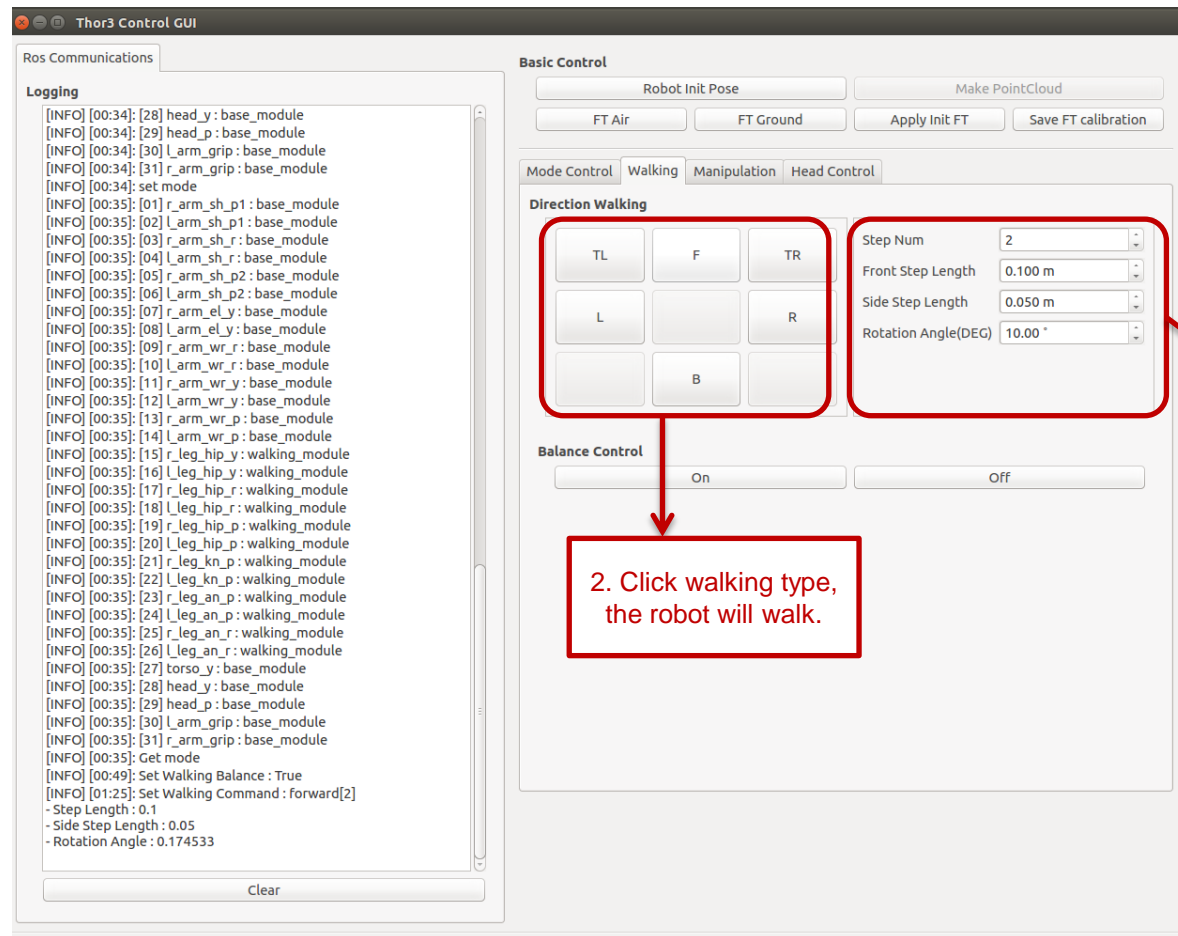 Thor3 Control GUI
Ros Communications
Logging
[INFO] [00:34]: [28] head_y : base_module
[INFO] [00:34]: [29] head_p : base_module
[INFO] [00:34]: [30] l_arm_grip : base_module
[INFO] [00:34]: [31] r_arm_grip : base_module
[INFO] [00:34]: set mode
[INFO] [00:35]: [01] r_arm_sh_p1 : base_module
[INFO] [00:35]: [02] l_arm_sh_p1 : base_module
[INFO] [00:35]: [03] r_arm_sh_r : base_module
[INFO] [00:35]: [04] l_arm_sh_r : base_module
[INFO] [00:35]: [05] r_arm_sh_p2 : base_module
[INFO] [00:35]: [06] l_arm_sh_p2 : base_module
[INFO] [00:35]: [07] r_arm_el_y : base_module
[INFO] [00:35]: [08] l_arm_el_y : base_module
[INFO] [00:35]: [09] r_arm_wr_r : base_module
[INFO] [00:35]: [10] l_arm_wr_r : base_module
[INFO] [00:35]: [11] r_arm_wr_y : base_module
[INFO] [00:35]: [12] l_arm_wr_y : base_module
[INFO] [00:35]: [13] r_arm_wr_p : base_module
[INFO] [00:35]: [14] l_arm_wr_p : base_module
[INFO] [00:35]: [15] r_leg_hip_y : walking_module
[INFO] [00:35]: [16] l_leg_hip_y : walking_module
[INFO] [00:35]: [17] r_leg_hip_r : walking_module
[INFO] [00:35]: [18] l_leg_hip_r : walking_module
[INFO] [00:35]: [19] r_leg_hip_p : walking_module
[INFO] [00:35]: [20] l_leg_hip_p : walking_module
[INFO] [00:35]: [21] r_leg_kn_p : walking_module
[INFO] [00:35]: [22] l_leg_kn_p : walking_module
[INFO] [00:35]: [23] r_leg_an_p : walking_module
[INFO] [00:35]: [24] l_leg_an_p : walking_module
[INFO] [00:35]: [25] r_leg_an_r : walking_module
[INFO] [00:35]: [26] l_leg_an_r : walking_module
[INFO] [00:35]: [27] torso_y : base_module
[INFO] [00:35]: [28] head_y : base_module
[INFO] [00:35]: [29] head_p : base_module
[INFO] [00:35]: [30] l_arm_grip : base_module
[INFO] [00:35]: [31] r_arm_grip : base_module
[INFO] [00:35]: Get mode
[INFO] [00:49]: Set Walking Balance : True
[INFO] [01:25]: Set Walking Command : forward[2]
- Step Length : 0.1
- Side Step Length : 0.05
- Rotation Angle : 0.174533
Clear
Basic Control
Robot Init Pose Make PointCloud
FT Air FT Ground Apply Init FT Save FT calibration
Mode Control Walking Manipulation Head Control
Direction Walking
TL F TR
L R
B
Step Num 2
Front Step Length 0.100 m
Side Step Length 0.050 m
Rotation Angle(DEG) 10.00 °
Balance Control
On Off
2. Click walking type,
the robot will walk.